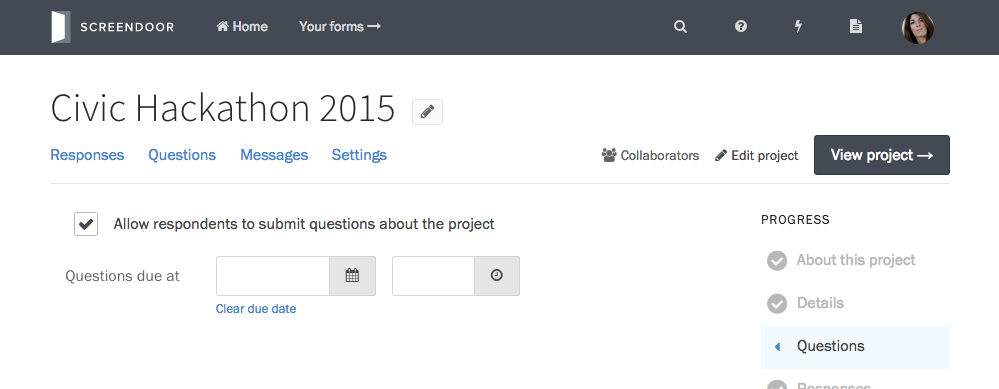 SCREENDOOR Home Your forms →
Civic Hackathon 2015
Responses Questions Messages Settings Collaborators Edit project View project →
Allow respondents to submit questions about the project
PROGRESS
About this project
Questions due at
Clear due date
Details
Questions
Responses